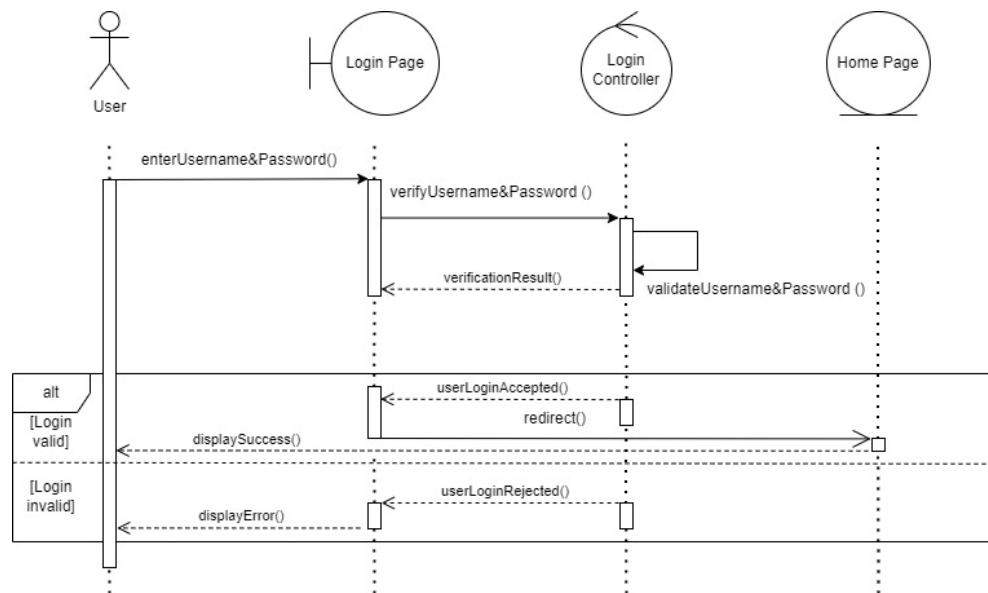 User
Login Page
Login
Controller
Home Page
enterUsername&Password()
verifyUsername&Password ()
verificationResult()
validateUsername&Password ()
alt
[Login
valid]
userLoginAccepted()
redirect()
displaySuccess()
[Login
invalid]
userLoginRejected()
displayError()